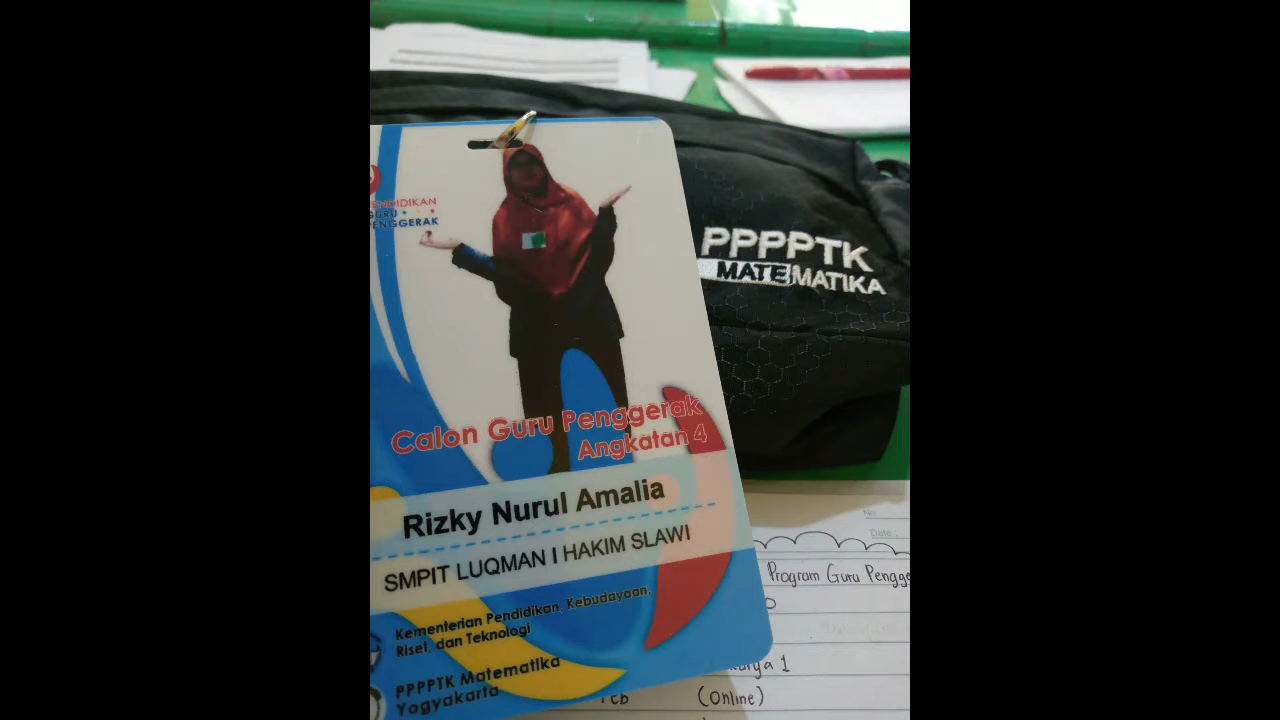 PENDIDIKAN
GURU
PENGGERAK
PPPPTK
MATEMATIKA
Calon Guru Penggerak
Angkatan 4
Rizky Nurul Amalia
SMPIT LUQMAN l HAKIM SLAWI
Kementerian Pendidikan, Kebudayaan,
Riset, dan Teknologi
PPPPTK Matematika
Yogyakarta
No.
Date.
Program Guru Pengge
1
(Online)